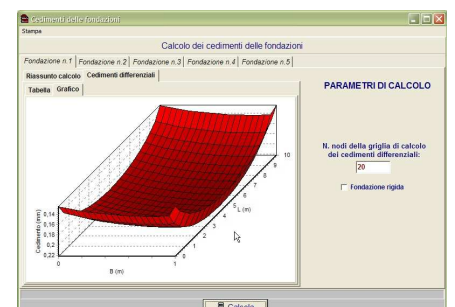 Cedimenti delle fondazioni
Stampa
Calcolo dei cedimenti delle fondazioni
Fondazione n.1 Fondazione n.2 Fondazione n.3 Fondazione n.4 Fondazione n.5
Riassunto calcolo Cedimenti differenziali
Tabella Grafico
PARAMETRI DI CALCOLO
N. nodi della griglia di calcolo
dei cedimenti differenziali:
20
Fondazione rigida
Cedimento (mm)
0,14
0,16
0,18
0,2
0,22
0
B (m)
1
0
1
2
3
4
5
L (m)
6
7
8
9
10
Calcolo